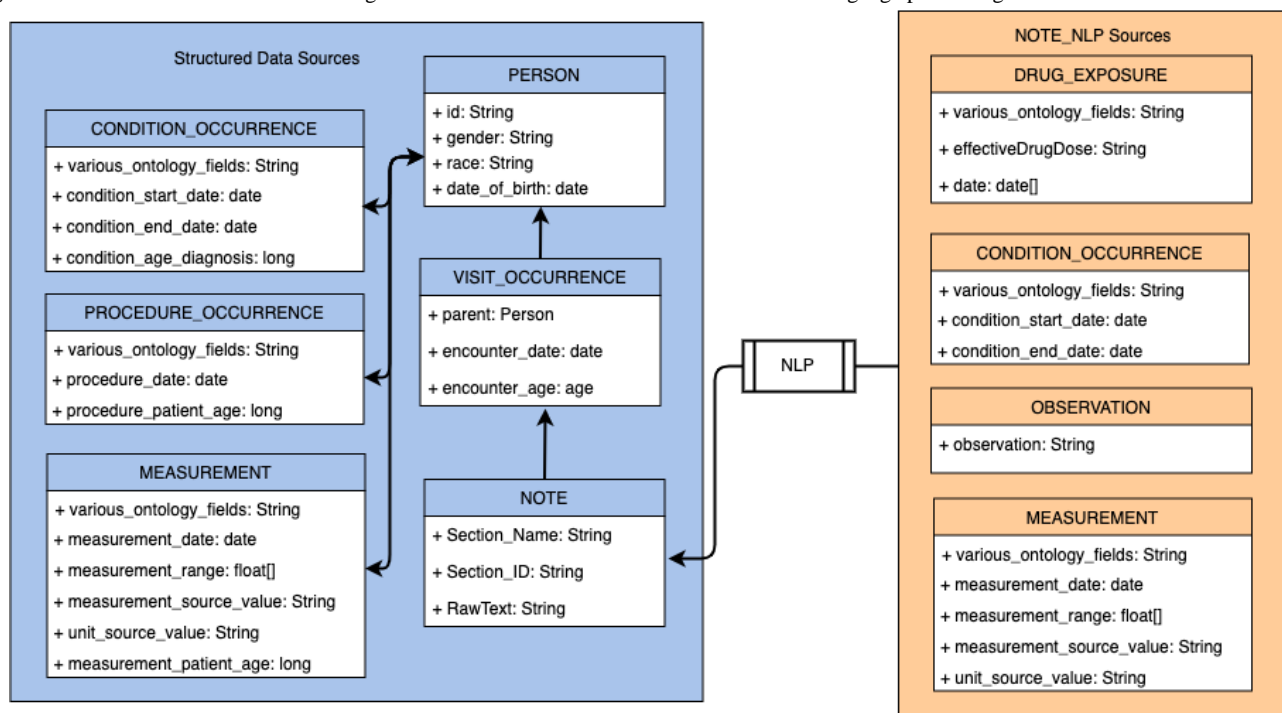 Structured Data Sources
CONDITION_OCCURRENCE
+ various_ontology_fields: String
+ condition_start_date: date
+ condition_end_date: date
+ condition_age_diagnosis: long
PROCEDURE_OCCURRENCE
+ various_ontology_fields: String
+ procedure_date: date
+ procedure_patient_age: long
MEASUREMENT
+ various_ontology_fields: String
+ measurement_date: date
+ measurement_range: float[]
+ measurement_source_value: String
+ unit_source_value: String
+ measurement_patient_age: long
PERSON
+ id: String
+ gender: String
+ race: String
+ date_of_birth: date
VISIT_OCCURRENCE
+ parent: Person
+ encounter_date: date
+ encounter_age: age
NOTE
+ Section_Name: String
+ Section_ID: String
+ RawText: String
NLP
NOTE_NLP Sources
DRUG_EXPOSURE
+ various_ontology_fields: String
+ effectiveDrugDose: String
+ date: date[]
CONDITION_OCCURRENCE
+ various_ontology_fields: String
+ condition_start_date: date
+ condition_end_date: date
OBSERVATION
+ observation: String
MEASUREMENT
+ various_ontology_fields: String
+ measurement_date: date
+ measurement_range: float[]
+ measurement_source_value: String
+ unit_source_value: String